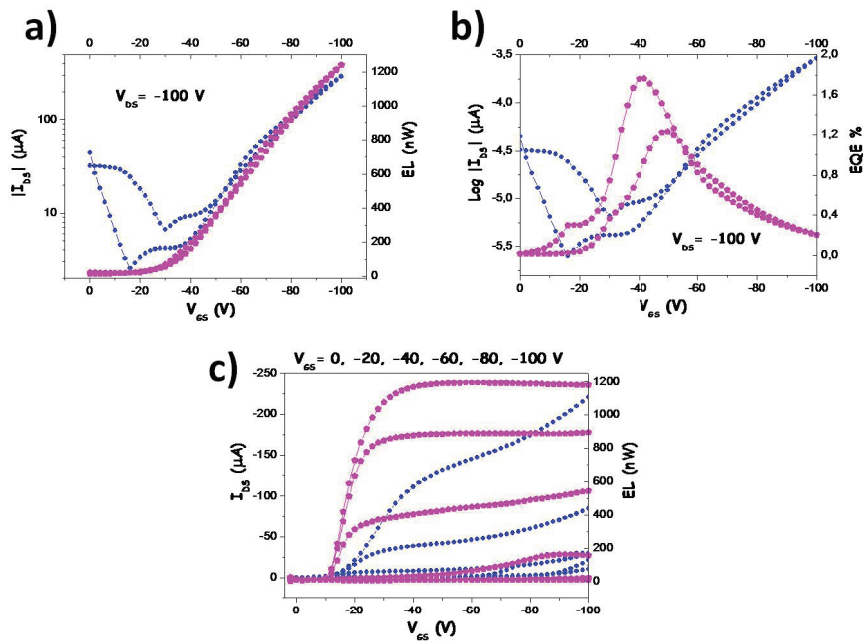 a)
0 -20 -40 -60 -80 -100
V_DS= -100 V
|I_DS| (µA)
100
10
EL (nW)
1200
1000
800
600
400
200
0
0 -20 -40 -60 -80 -100
V_GS (V)
b)
0 -20 -40 -60 -80 -100
Log |I_DS| (µA)
-3,5
-4,0
-4,5
-5,0
-5,5
EQE %
2,0
1,6
1,2
0,8
0,4
0,0
V_DS= -100 V
0 -20 -40 -60 -80 -100
V_GS (V)
c)
V_GS= 0, -20, -40, -60, -80, -100 V
I_DS (µA)
-250
-200
-150
-100
-50
0
EL (nW)
1200
1000
800
600
400
200
0
0 -20 -40 -60 -80 -100
V_GS (V)